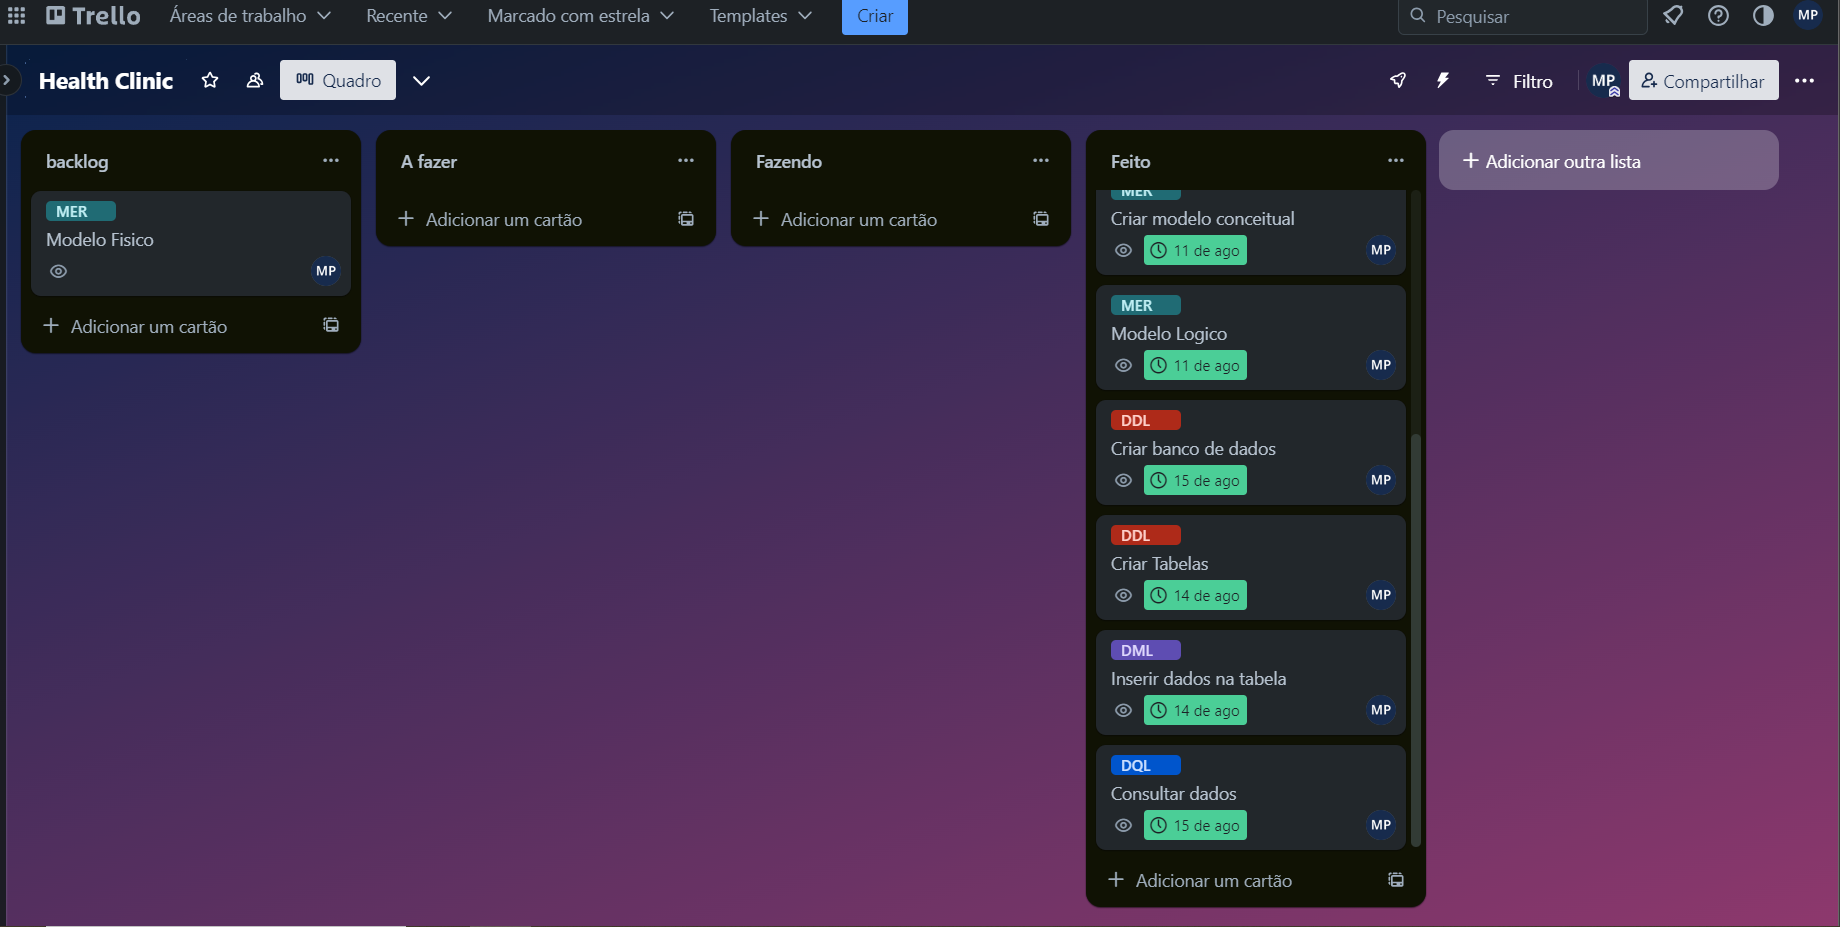 Trello Áreas de trabalho Recente Marcado com estrela Templates Criar Pesquisar MP
Health Clinic Quadro Filtro MP Compartilhar
backlog
MER
Modelo Fisico
MP
Adicionar um cartão
A fazer
Adicionar um cartão
Fazendo
Adicionar um cartão
Feito
MER
Criar modelo conceitual
11 de ago MP
MER
Modelo Logico
11 de ago MP
DDL
Criar banco de dados
15 de ago MP
DDL
Criar Tabelas
14 de ago MP
DML
Inserir dados na tabela
14 de ago MP
DQL
Consultar dados
15 de ago MP
Adicionar um cartão
Adicionar outra lista